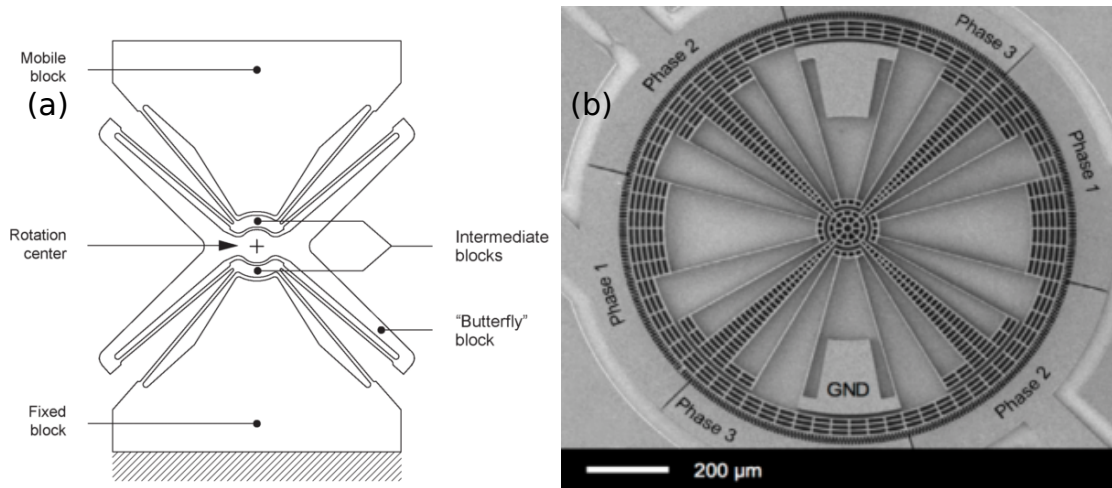 (a)
Mobile
block
Rotation
center
Intermediate
blocks
"Butterfly"
block
Fixed
block
(b)
Phase 2
Phase 3
Phase 1
Phase 1
GND
Phase 2
Phase 3
200 µm